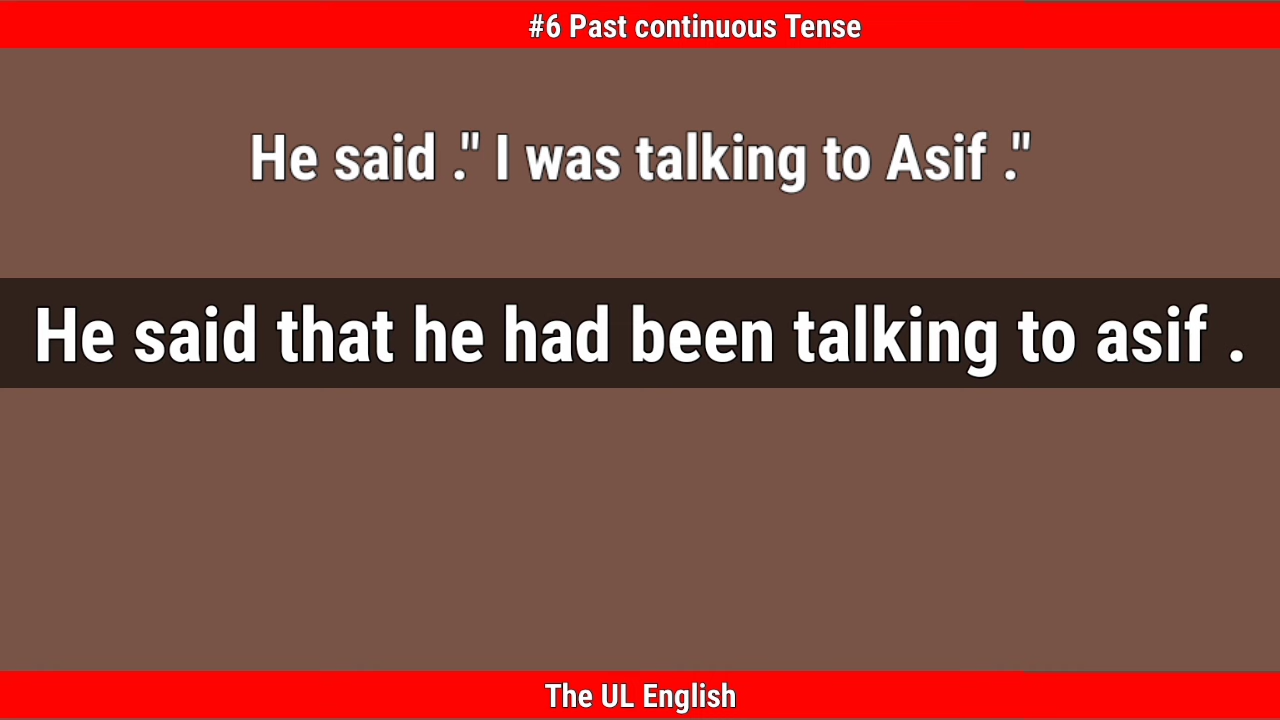 #6 Past continuous Tense
He said ." I was talking to Asif ."
He said that he had been talking to asif .
The UL English